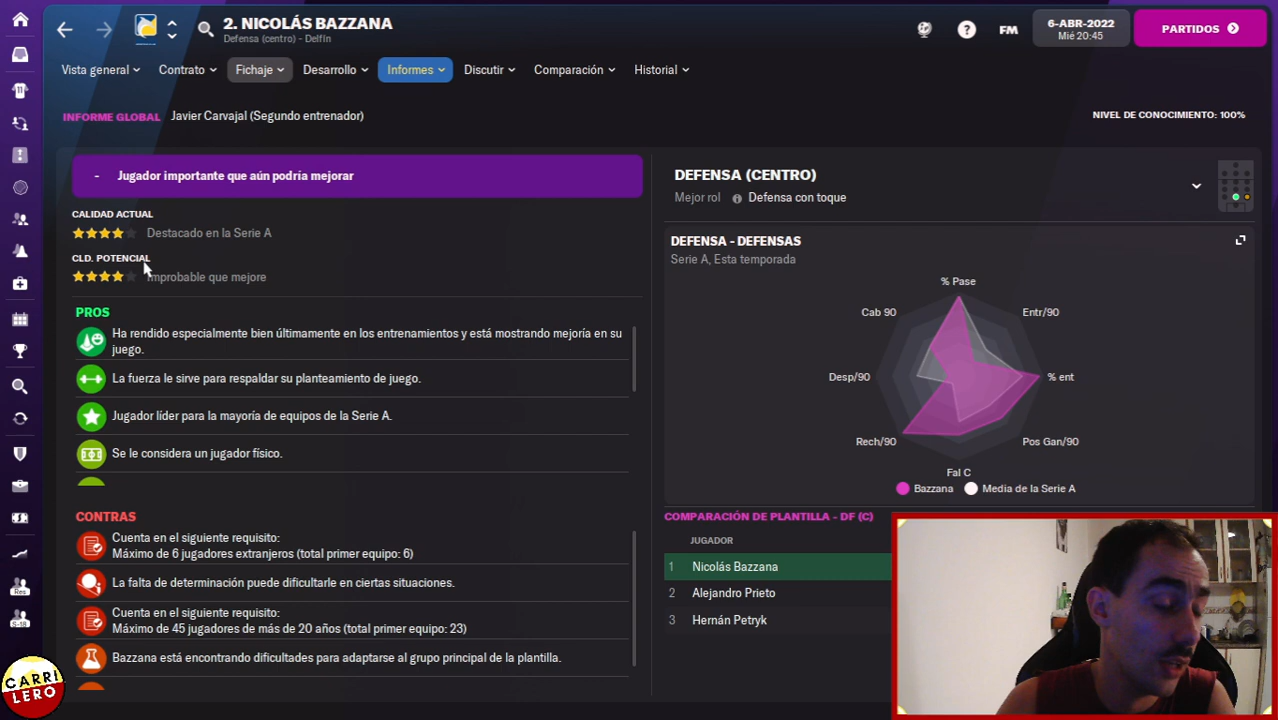 2. NICOLÁS BAZZANA
Defensa (centro) - Delfín
FM
6-ABR-2022
Mié 20:45
PARTIDOS
Vista general
Contrato
Fichaje
Desarrollo
Informes
Discutir
Comparación
Historial
INFORME GLOBAL
Javier Carvajal (Segundo entrenador)
NIVEL DE CONOCIMIENTO: 100%
- Jugador importante que aún podría mejorar
CALIDAD ACTUAL
Destacado en la Serie A
CLD. POTENCIAL
Improbable que mejore
PROS
Ha rendido especialmente bien últimamente en los entrenamientos y está mostrando mejoría en su
juego.
La fuerza le sirve para respaldar su planteamiento de juego.
Jugador líder para la mayoría de equipos de la Serie A.
Se le considera un jugador físico.
CONTRAS
Cuenta en el siguiente requisito:
Máximo de 6 jugadores extranjeros (total primer equipo: 6)
La falta de determinación puede dificultarle en ciertas situaciones.
Cuenta en el siguiente requisito:
Máximo de 45 jugadores de más de 20 años (total primer equipo: 23)
Bazzana está encontrando dificultades para adaptarse al grupo principal de la plantilla.
DEFENSA (CENTRO)
Mejor rol
Defensa con toque
DEFENSA - DEFENSAS
Serie A, Esta temporada
% Pase
Entr/90
% ent
Pos Gan/90
Fal C
Rech/90
Desp/90
Cab 90
Bazzana
Media de la Serie A
COMPARACIÓN DE PLANTILLA - DF (C)
JUGADOR
1 Nicolás Bazzana
2 Alejandro Prieto
3 Hernán Petryk
Res
S-18
CARRI
LERO